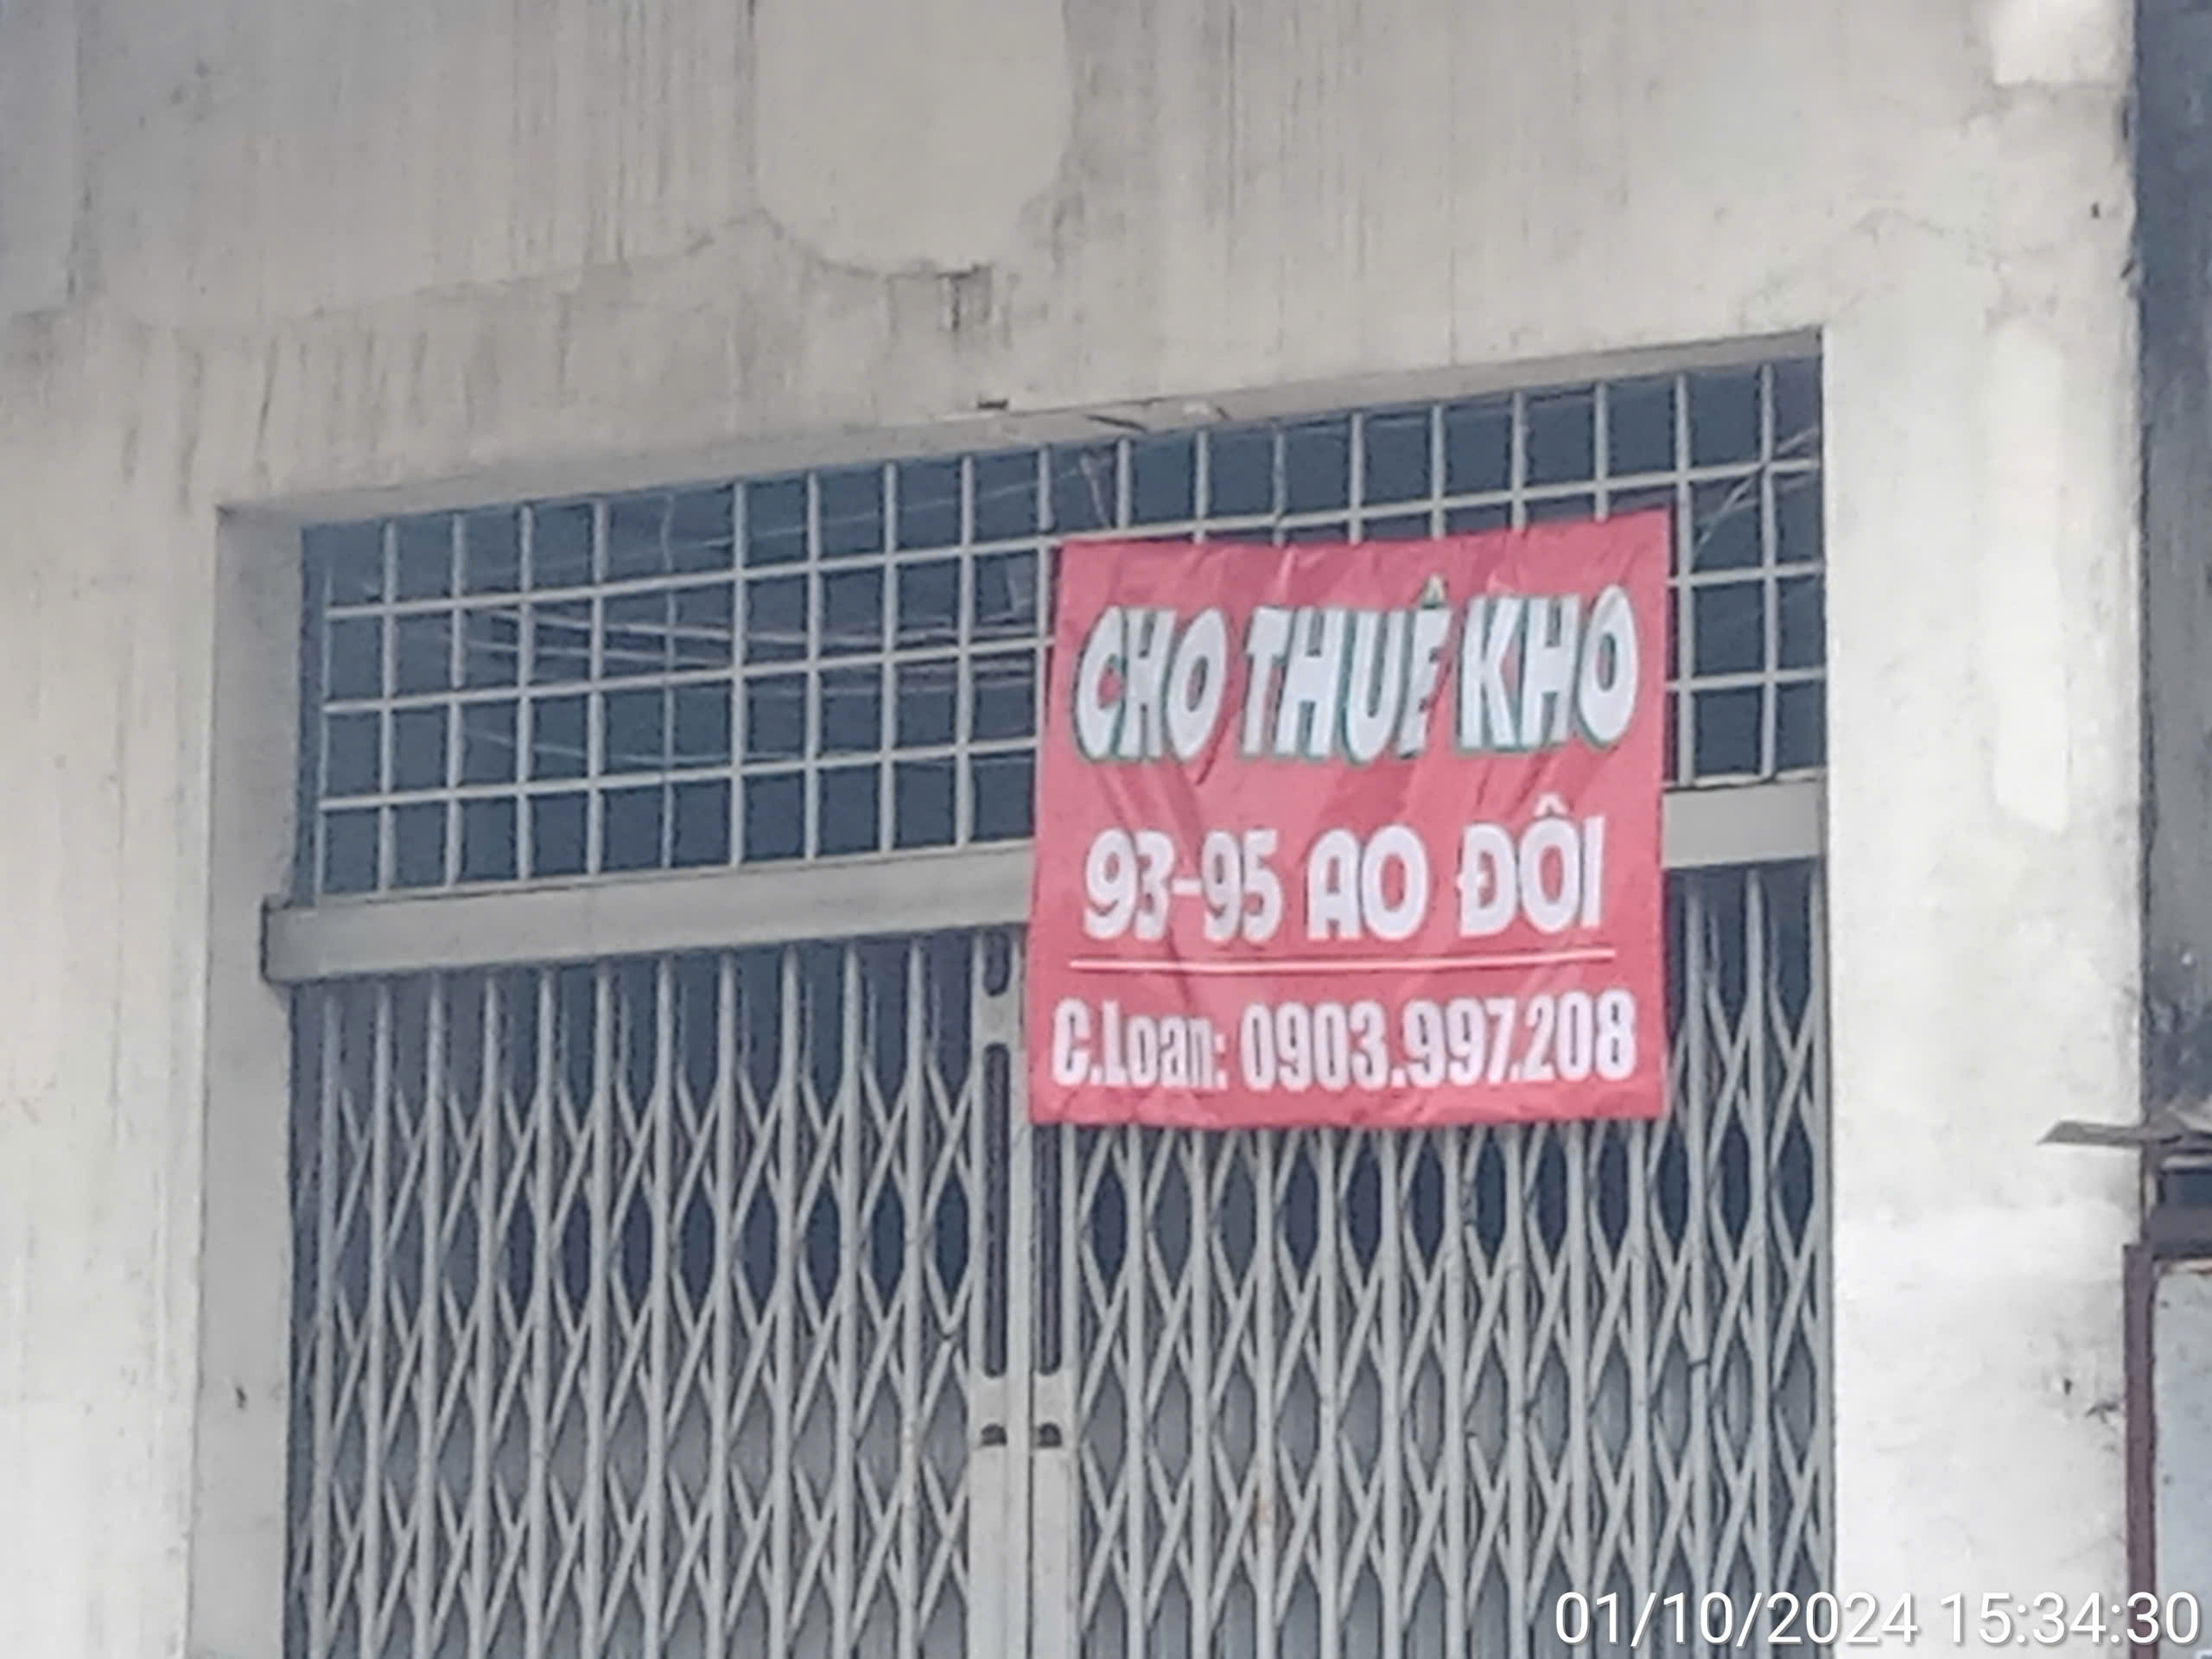 CHO THUÊ KHO
93-95 AO ĐÔI
C.Loan: 0903.997.208
01/10/2024 15:34:30